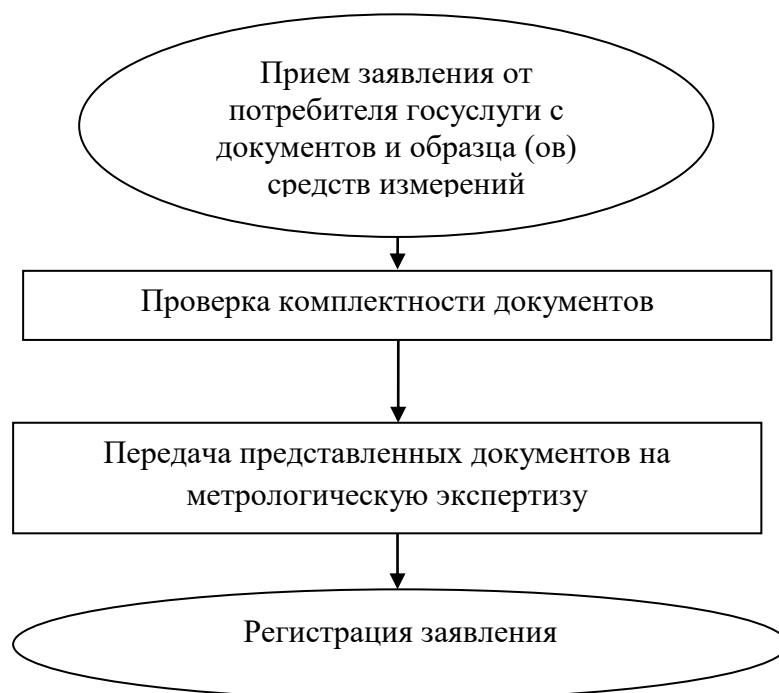 Прием заявления от
потребителя госуслуги с
документов и образца (ов)
средств измерений
Проверка комплектности документов
Передача представленных документов на
метрологическую экспертизу
Регистрация заявления